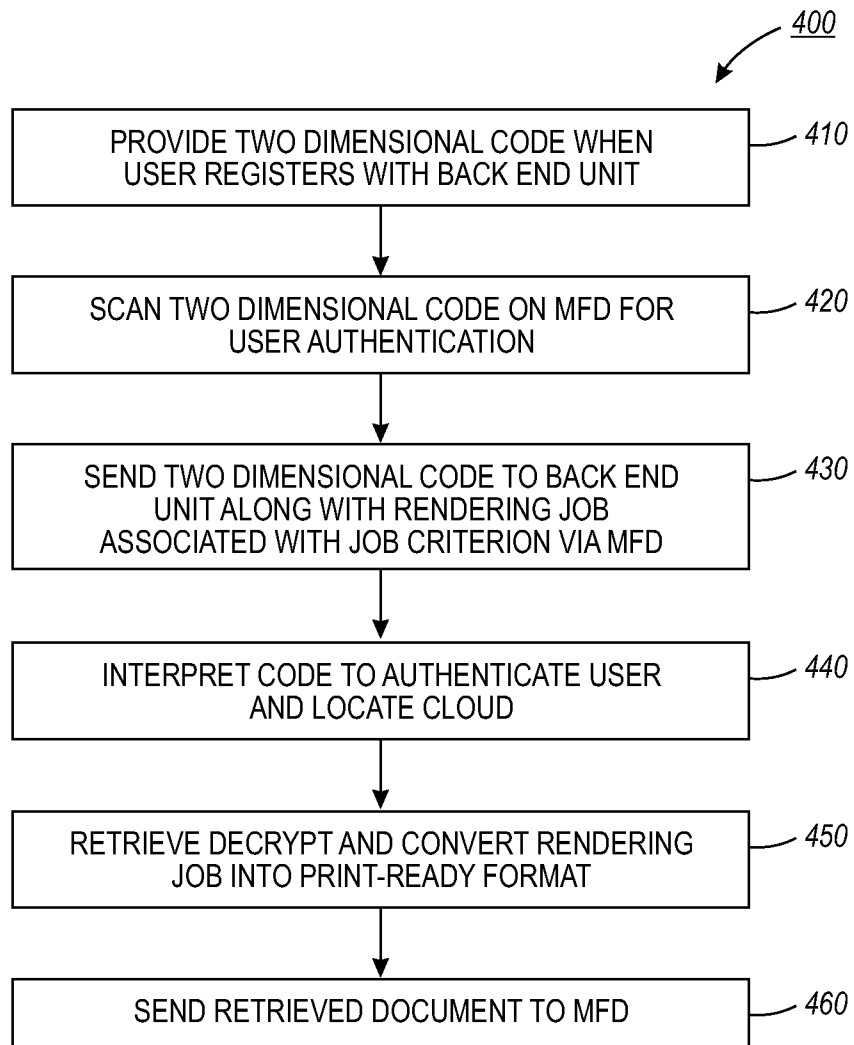 400
PROVIDE TWO DIMENSIONAL CODE WHEN
USER REGISTERS WITH BACK END UNIT
410
SCAN TWO DIMENSIONAL CODE ON MFD FOR
USER AUTHENTICATION
420
SEND TWO DIMENSIONAL CODE TO BACK END
UNIT ALONG WITH RENDERING JOB
ASSOCIATED WITH JOB CRITERION VIA MFD
430
INTERPRET CODE TO AUTHENTICATE USER
AND LOCATE CLOUD
440
RETRIEVE DECRYPT AND CONVERT RENDERING
JOB INTO PRINT-READY FORMAT
450
SEND RETRIEVED DOCUMENT TO MFD
460